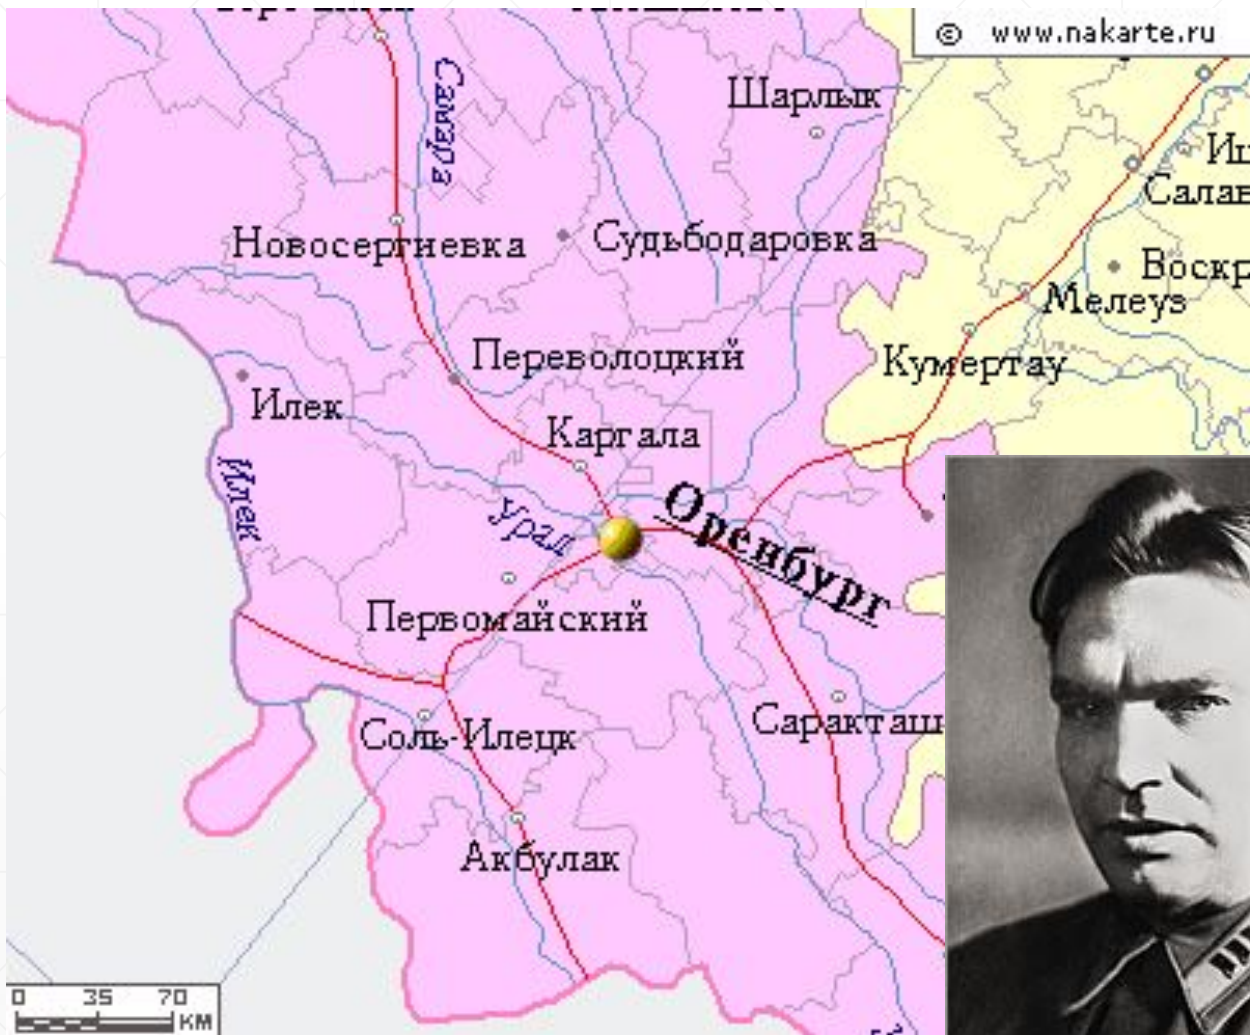 © www.nakarte.ru
Самара
Шарлык
Салав
Новосергиевка
Судьбодаровка
Воскр
Мелеуз
Переволоцкий
Кумертау
Илек
Каргала
Илек
Урал
Оренбург
Первомайский
Соль-Илецк
Саракташ
Акбулак
0 35 70
КМ